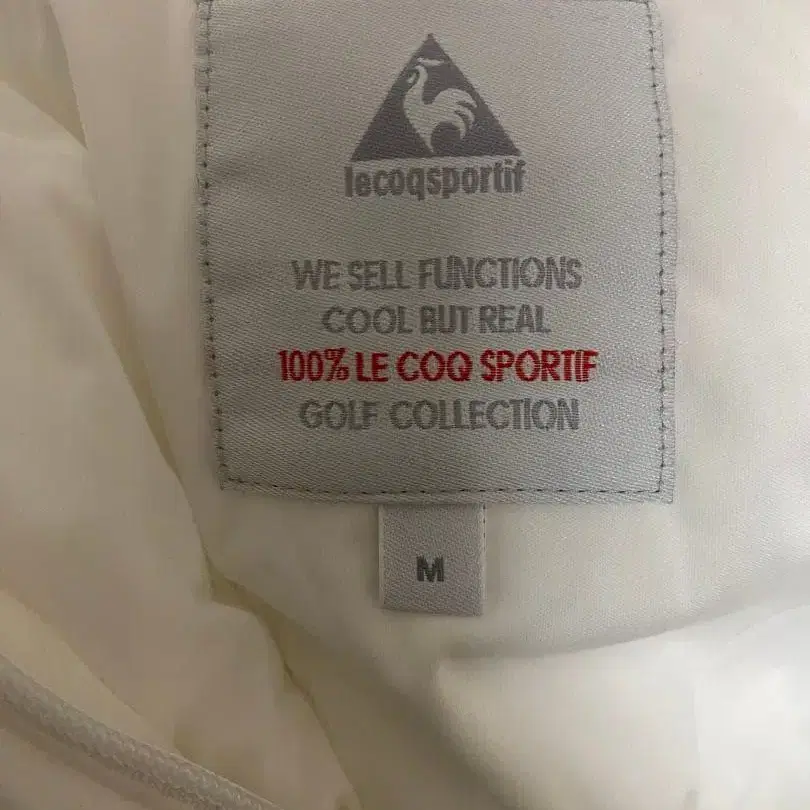 lecoqsportif
WE SELL FUNCTIONS
COOL BUT REAL
100% LE COQ SPORTIF
GOLF COLLECTION
M